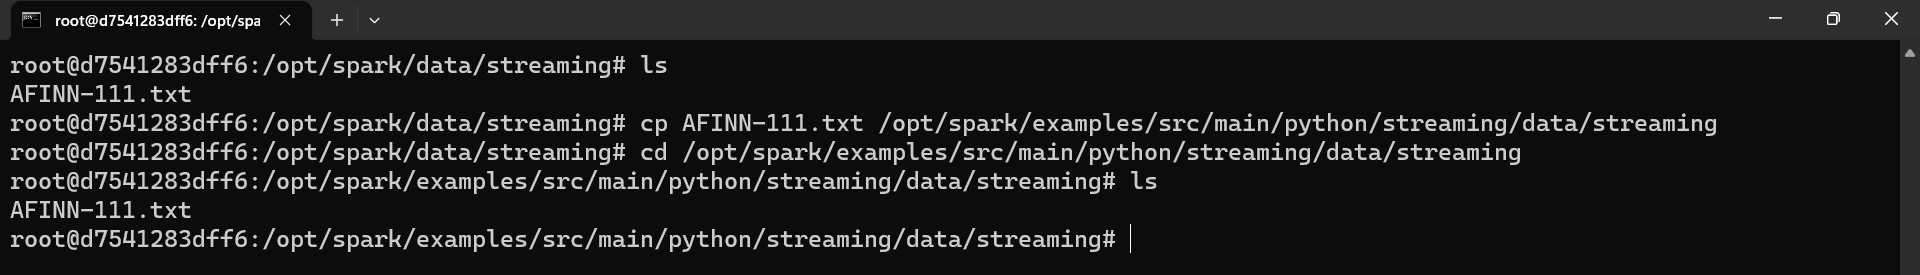 root@d7541283dff6: /opt/spa
root@d7541283dff6:/opt/spark/data/streaming# ls
AFINN-111.txt
root@d7541283dff6:/opt/spark/data/streaming# cp AFINN-111.txt /opt/spark/examples/src/main/python/streaming/data/streaming
root@d7541283dff6:/opt/spark/data/streaming# cd /opt/spark/examples/src/main/python/streaming/data/streaming
root@d7541283dff6:/opt/spark/examples/src/main/python/streaming/data/streaming# ls
AFINN-111.txt
root@d7541283dff6:/opt/spark/examples/src/main/python/streaming/data/streaming#